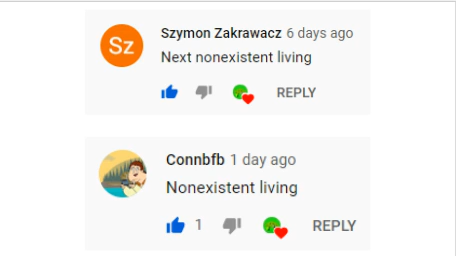 Sz
Szymon Zakrawacz 6 days ago
Next nonexistent living
REPLY
Connbfb 1 day ago
Nonexistent living
1 REPLY